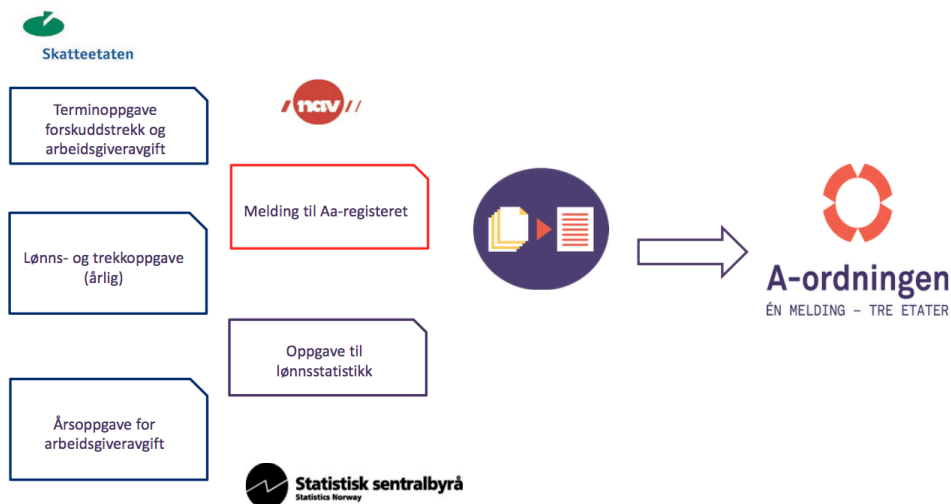 Skatteetaten
Terminoppgave
forskuddstrekk og
arbeidsgiveravgift
Lønns- og trekkoppgave
(årlig)
Årsoppgave for
arbeidsgiveravgift
nav
Melding til Aa-registeret
Oppgave til
lønnsstatistikk
Statistisk sentralbyrå
Statistics Norway
A-ordningen
ÉN MELDING – TRE ETATER